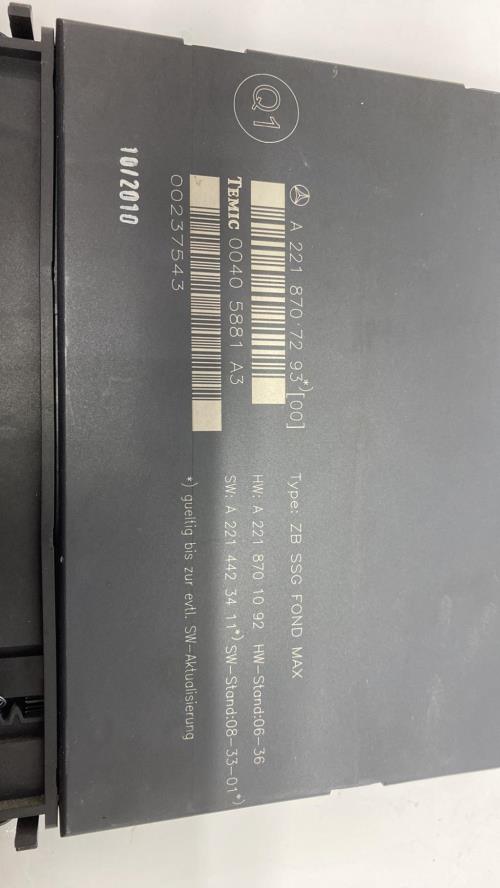 Q1
A 221 870 72 93*)[00]
TEMIC 0040 5881 A3
00237543
10/2010
Type: ZB SSG FOND MAX
HW: A 221 870 10 92 HW-Stand:06-36
SW: A 221 442 34 11*) SW-Stand:08-33-01*)
*) gueltig bis zur evtl. SW-Aktualisierung